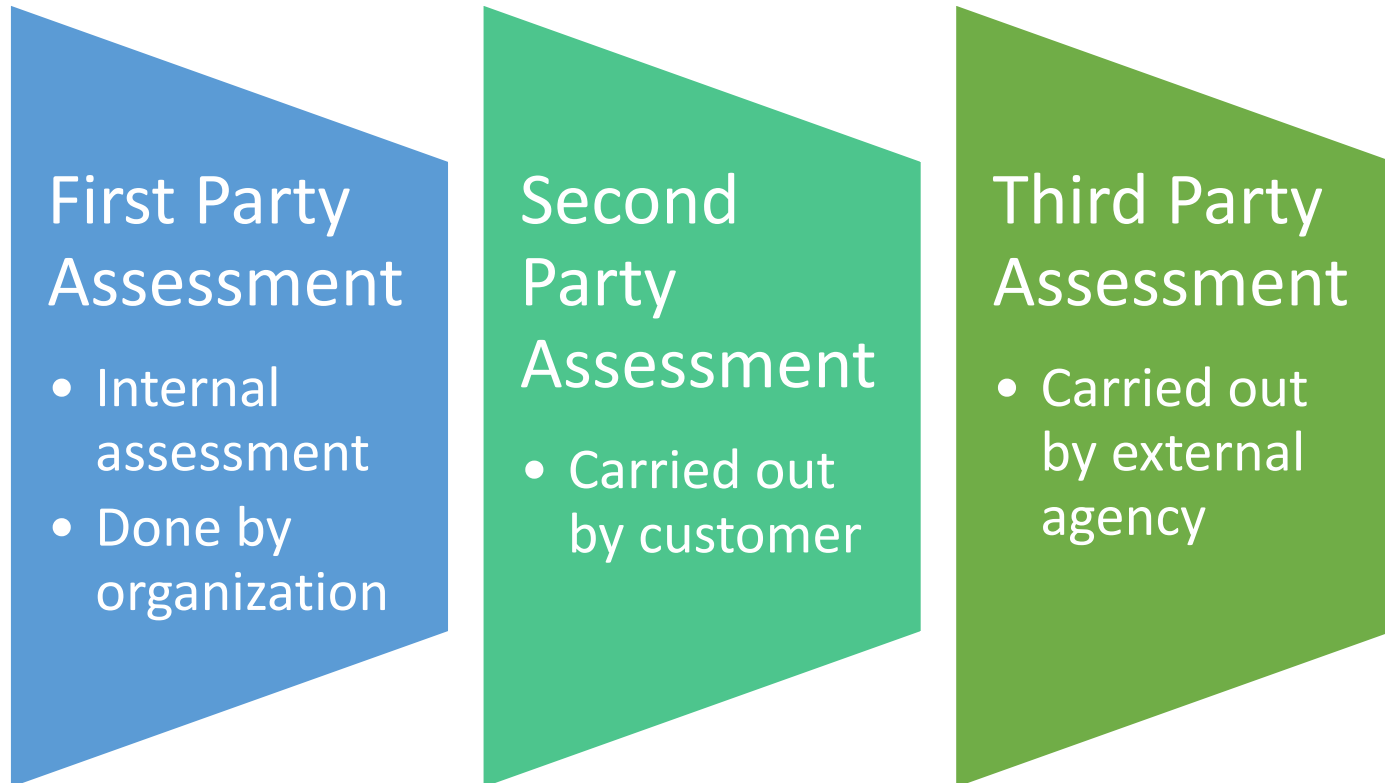 First Party
Assessment
• Internal
assessment
• Done by
organization
Second
Party
Assessment
• Carried out
by customer
Third Party
Assessment
• Carried out
by external
agency